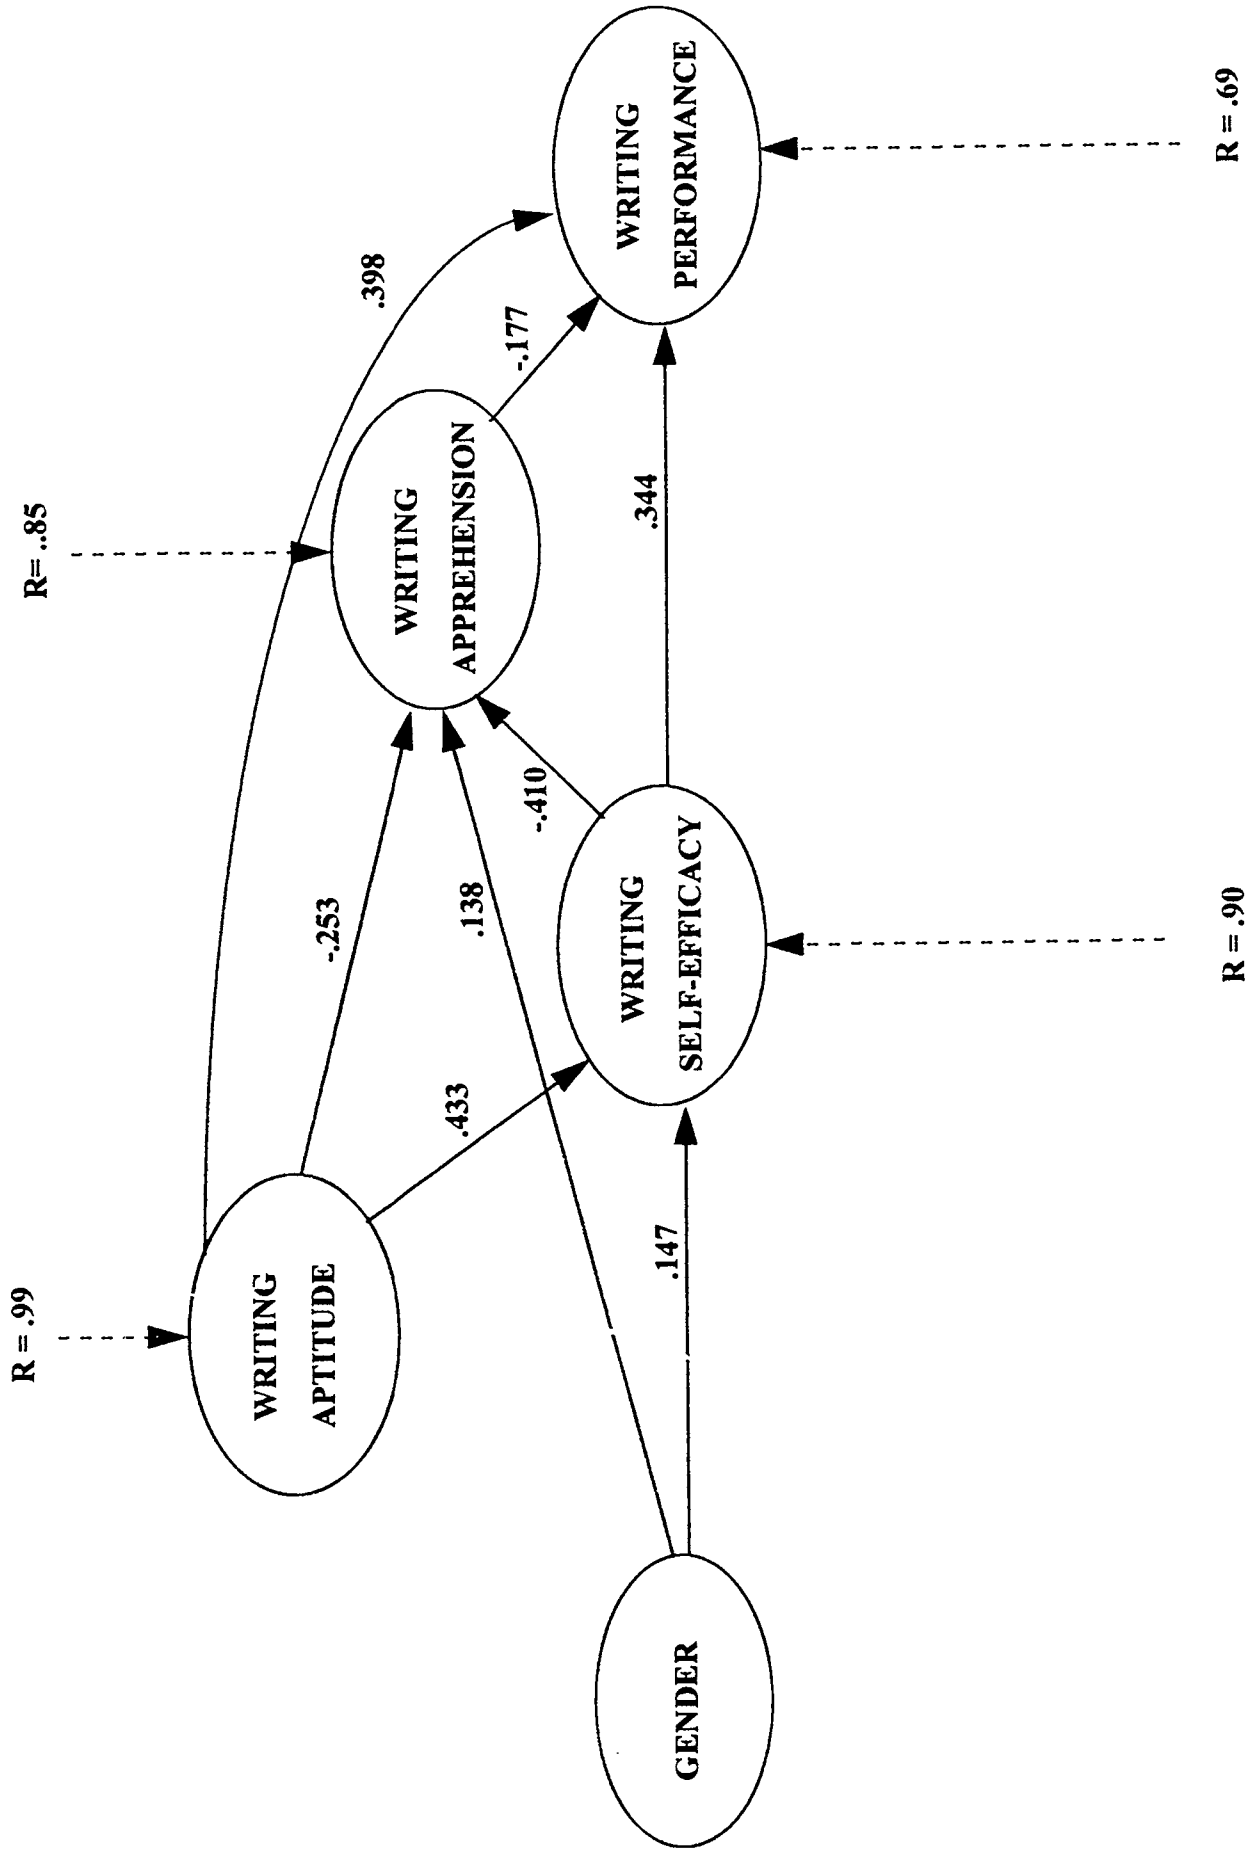 R = .99
R= ..85
WRITING
APTITUDE
.398
-.253
WRITING
APPREHENSION
-.177
.138
.433
-.410
GENDER
.147
WRITING
SELF-EFFICACY
.344
WRITING
PERFORMANCE
R = .90
R = .69